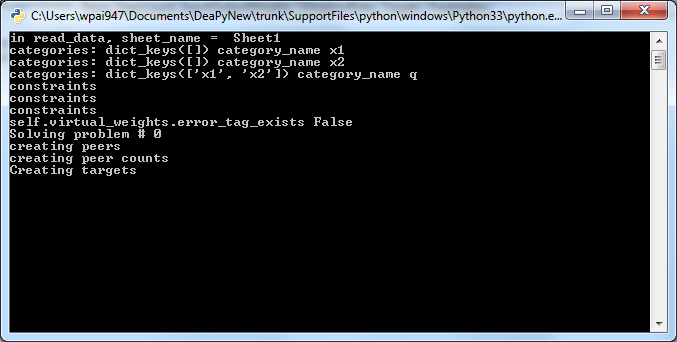 C:\Users\wpai947\Documents\DeaPyNew\trunk\SupportFiles\python\windows\Python33\python.e...
in read_data, sheet_name =  Sheet1
categories: dict_keys([]) category_name x1
categories: dict_keys([]) category_name x2
categories: dict_keys(['x1', 'x2']) category_name q
constraints
constraints
constraints
self.virtual_weights.error_tag_exists False
Solving problem # 0
creating peers
creating peer counts
Creating targets